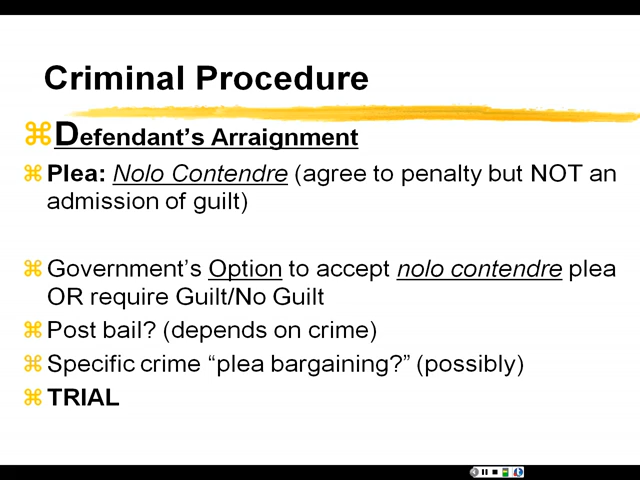 Criminal Procedure
Defendant's Arraignment
Plea: Nolo Contendre (agree to penalty but NOT an
admission of guilt)
Government's Option to accept nolo contendre plea
OR require Guilt/No Guilt
Post bail? (depends on crime)
Specific crime “plea bargaining?” (possibly)
TRIAL